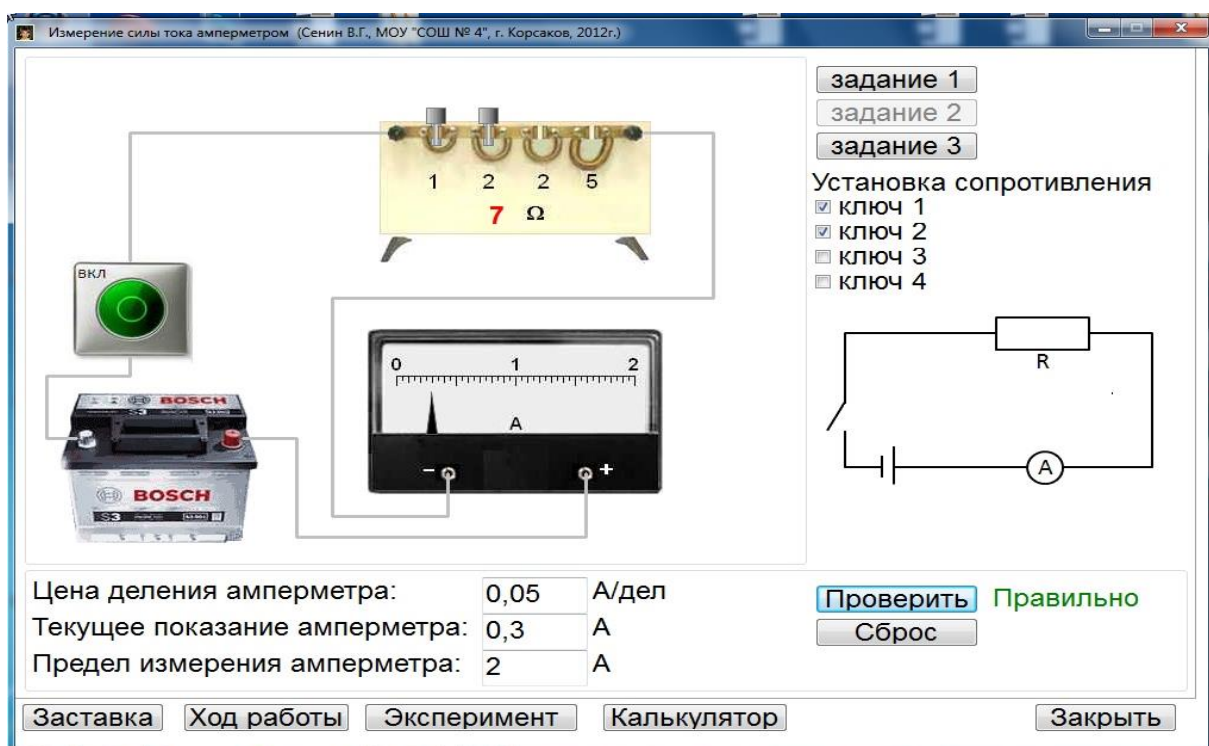 Измерение силы тока амперметром (Сенин В.Г., МОУ "СОШ № 4", г. Корсаков, 2012г.)
задание 1
задание 2
задание 3
Установка сопротивления
ключ 1
ключ 2
ключ 3
ключ 4
1 2 2 5
7 Ω
ВКЛ
0 1 2
A
- +
BOSCH
S3
BOSCH
S3
R
A
Цена деления амперметра: 0,05 А/дел
Текущее показание амперметра: 0,3 А
Предел измерения амперметра: 2 А
Проверить Правильно
Сброс
Заставка Ход работы Эксперимент Калькулятор Закрыть